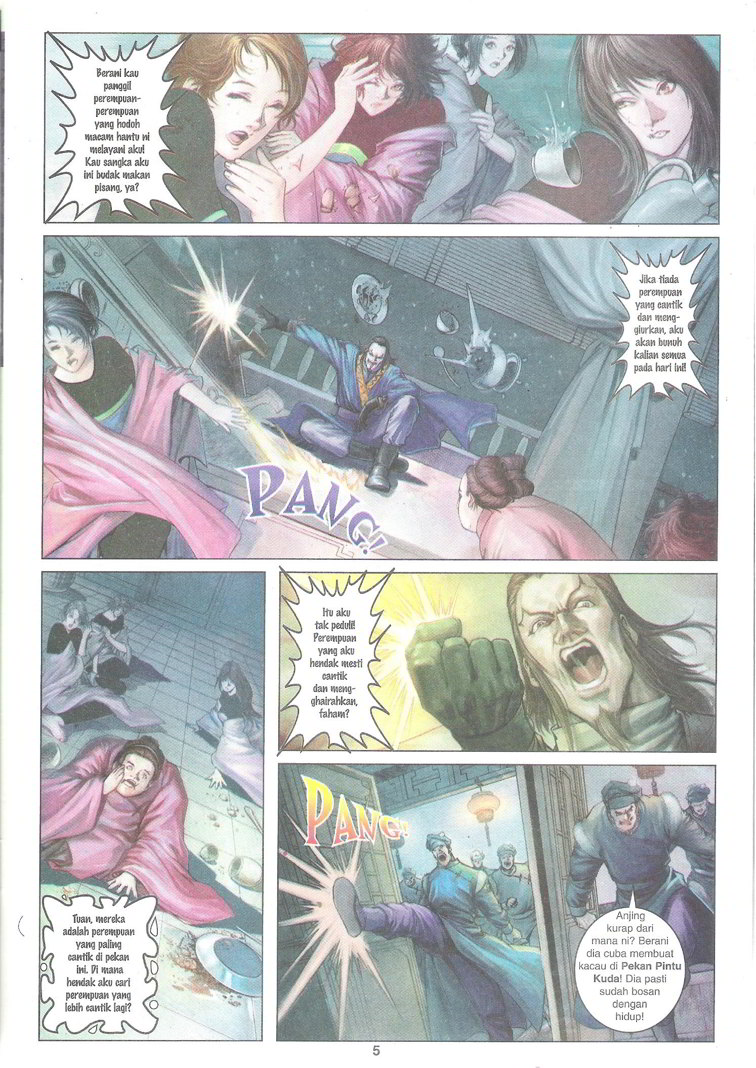 Berani kau
panggil
perempuan-
perempuan
yang hodoh
macam hantu ni
melayani aku!
Kau sangka aku
ini budak makan
pisang, ya?
Jika tiada
perempuan
yang cantik
dan meng-
giurkan, aku
akan bunuh
kalian semua
pada hari ini!
PANG!
Itu aku
tak peduli!
Perempuan
yang aku
hendak mesti
cantik
dan meng-
ghairahkan,
faham?
Tuan, mereka
adalah perempuan
yang paling
cantik di pekan
ini. Di mana
hendak aku cari
perempuan yang
lebih cantik lagi?
PANG!
Anjing
kurap dari
mana ni? Berani
dia cuba membuat
kacau di Pekan Pintu
Kuda! Dia pasti
sudah bosan
dengan
hidup!
5